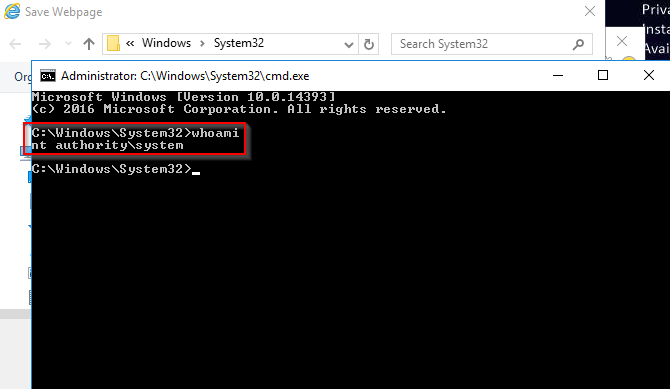 Save Webpage
Priva
Insta
Avai
« Windows > System32
Search System32
Org
Administrator: C:\Windows\System32\cmd.exe
Microsoft Windows [Version 10.0.14393]
(c) 2016 Microsoft Corporation. All rights reserved.
C:\Windows\System32>whoami
nt authority\system
C:\Windows\System32>